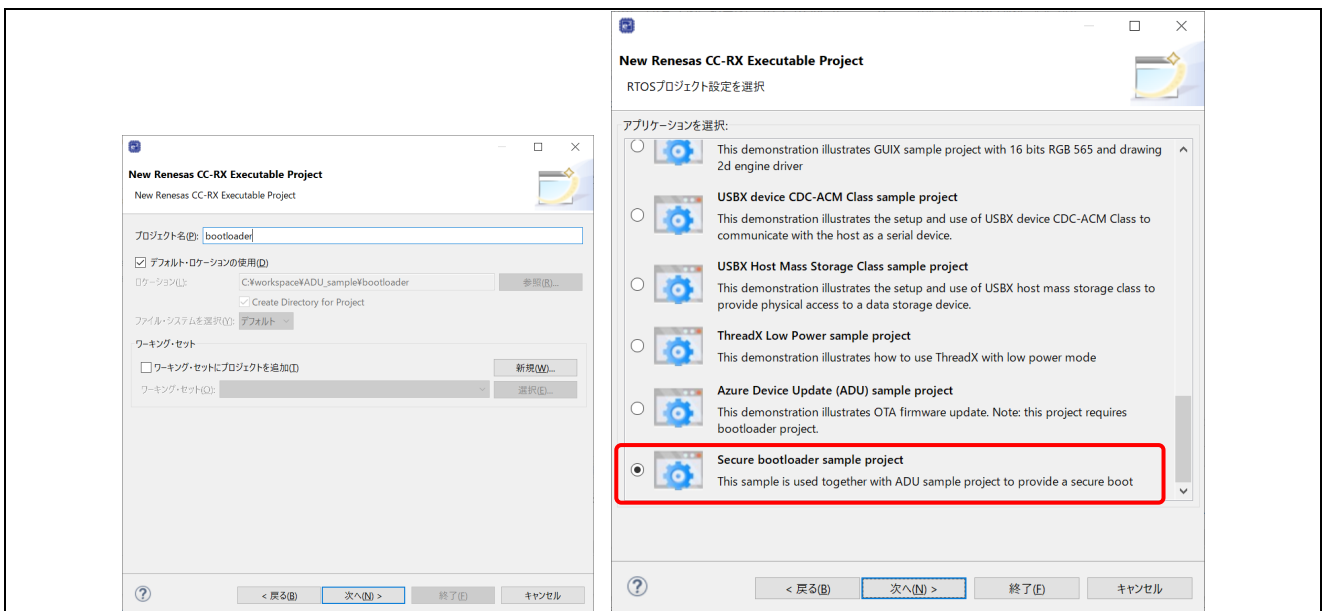 New Renesas CC-RX Executable Project
New Renesas CC-RX Executable Project
プロジェクト名(P): bootloader
デフォルト・ロケーションの使用(D)
ロケーション(L): C:¥workspace¥ADU_sample¥bootloader 参照(R)...
Create Directory for Project
ファイル・システムを選択(Y): デフォルト
ワーキング・セット
ワーキング・セットにプロジェクトを追加(T) 新規(W)...
ワーキング・セット(O): 選択(E)...
< 戻る(B) 次へ(N) > 終了(F) キャンセル
New Renesas CC-RX Executable Project
RTOSプロジェクト設定を選択
アプリケーションを選択:
This demonstration illustrates GUIX sample project with 16 bits RGB 565 and drawing
2d engine driver
USBX device CDC-ACM Class sample project
This demonstration illustrates the setup and use of USBX device CDC-ACM Class to
communicate with the host as a serial device.
USBX Host Mass Storage Class sample project
This demonstration illustrates the setup and use of USBX host mass storage class to
provide physical access to a data storage device.
ThreadX Low Power sample project
This demonstration illustrates how to use ThreadX with low power mode
Azure Device Update (ADU) sample project
This demonstration illustrates OTA firmware update. Note: this project requires
bootloader project.
Secure bootloader sample project
This sample is used together with ADU sample project to provide a secure boot
< 戻る(B) 次へ(N) > 終了(F) キャンセル